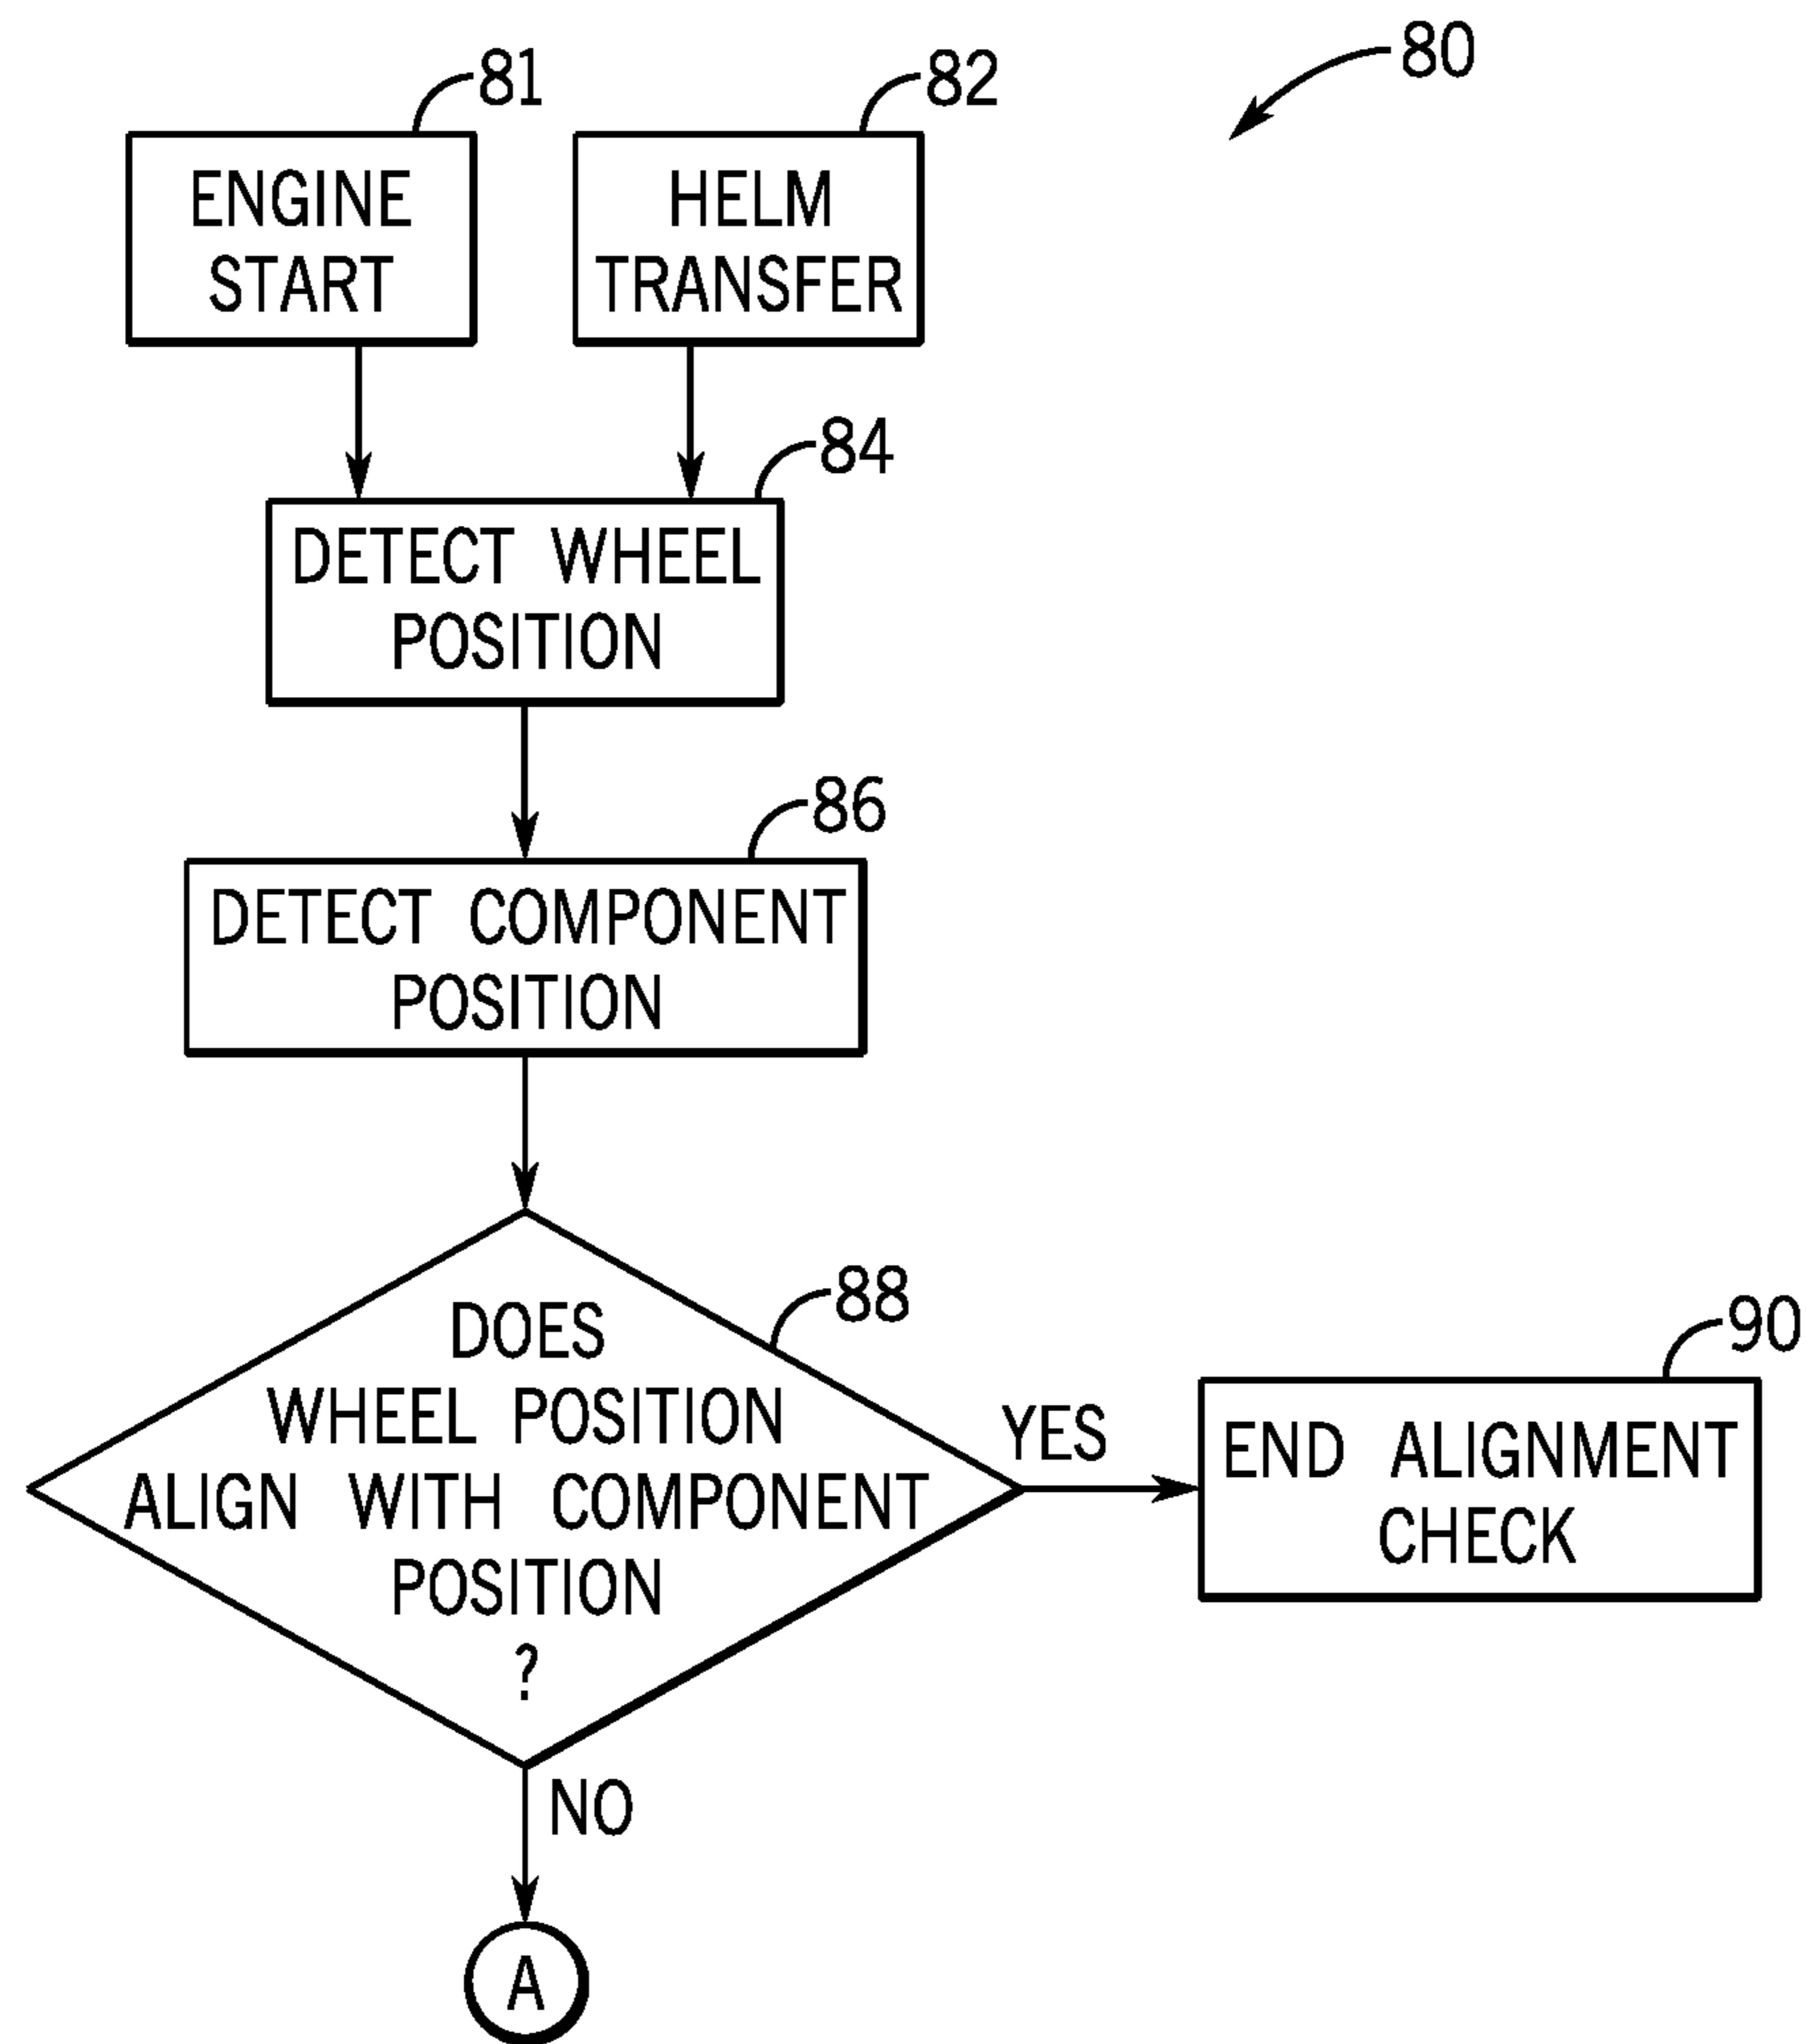 80
81
82
ENGINE
START
HELM
TRANSFER
84
DETECT WHEEL
POSITION
86
DETECT COMPONENT
POSITION
88
DOES
WHEEL POSITION
ALIGN WITH COMPONENT
POSITION
?
YES
90
END ALIGNMENT
CHECK
NO
A